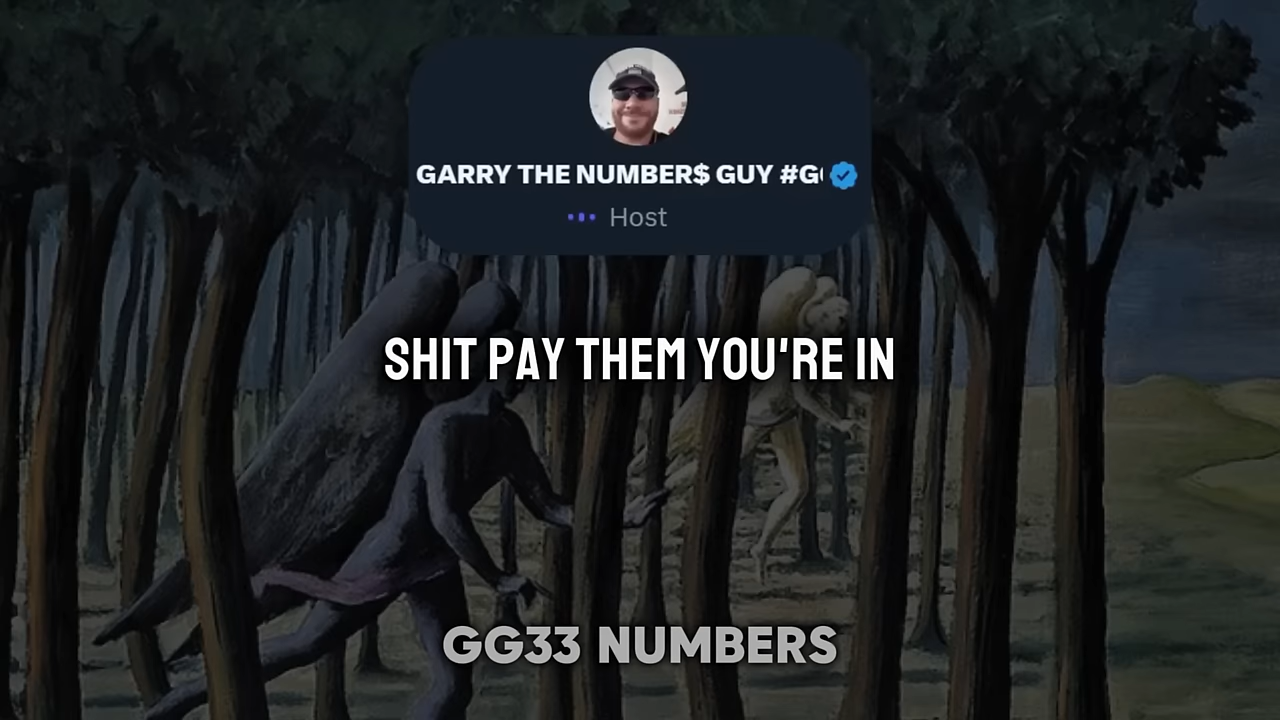 GARRY THE NUMBER$ GUY #G
Host
SHIT PAY THEM YOU'RE IN
GG33 NUMBERS